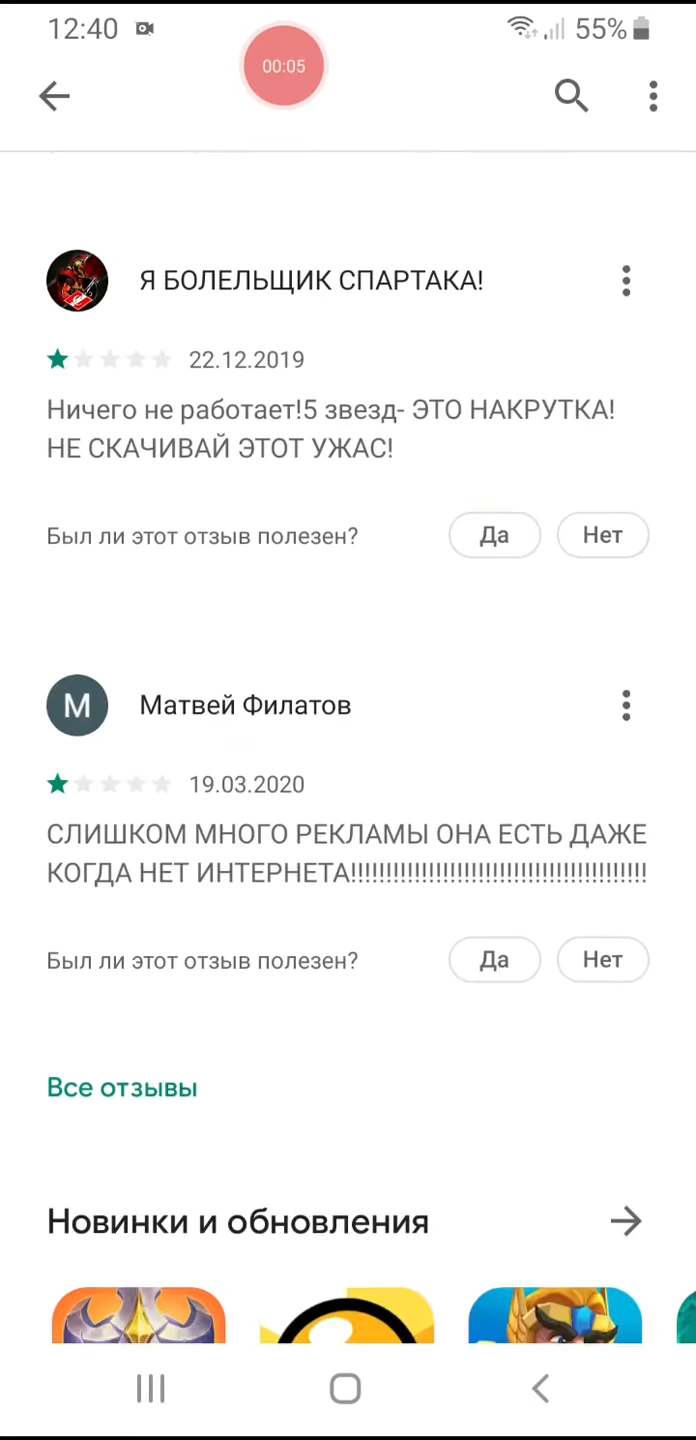 12:40
55%
00:05
Я БОЛЕЛЬЩИК СПАРТАКА!
22.12.2019
Ничего не работает!5 звезд- ЭТО НАКРУТКА!
НЕ СКАЧИВАЙ ЭТОТ УЖАС!
Был ли этот отзыв полезен?
Да
Нет
М
Матвей Филатов
19.03.2020
СЛИШКОМ МНОГО РЕКЛАМЫ ОНА ЕСТЬ ДАЖЕ
КОГДА НЕТ ИНТЕРНЕТА!!!!!!!!!!!!!!!!!!!!!!!!!!!!!!!!!!!!!!!!!!
Был ли этот отзыв полезен?
Да
Нет
Все отзывы
Новинки и обновления